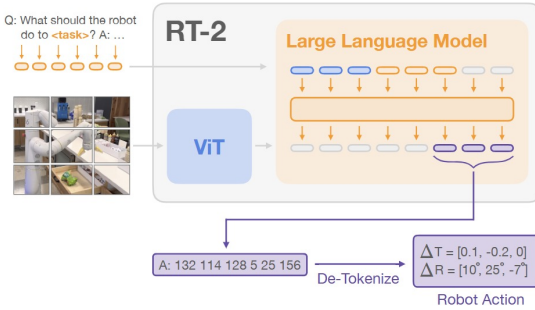 Q: What should the robot
do to <task>? A: …
RT-2
Large Language Model
ViT
A: 132 114 128 5 25 156
De-Tokenize
ΔT = [0.1, -0.2, 0]
ΔR = [10°, 25°, -7°]
Robot Action